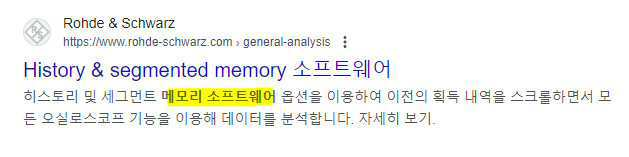 Rohde & Schwarz
https://www.rohde-schwarz.com › general-analysis
History & segmented memory 소프트웨어
히스토리 및 세그먼트 메모리 소프트웨어 옵션을 이용하여 이전의 획득 내역을 스크롤하면서 모
든 오실로스코프 기능을 이용해 데이터를 분석합니다. 자세히 보기.